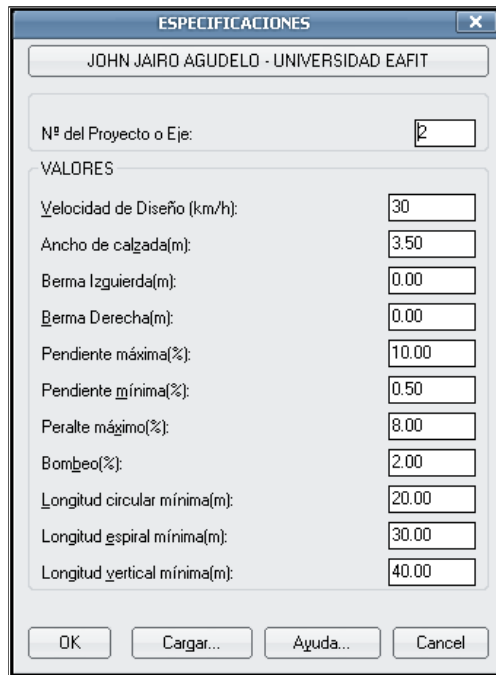 ESPECIFICACIONES
JOHN JAIRO AGUDELO - UNIVERSIDAD EAFIT
Nº del Proyecto o Eje: 2
VALORES
Velocidad de Diseño (km/h): 30
Ancho de calzada(m): 3.50
Berma Izquierda(m): 0.00
Berma Derecha(m): 0.00
Pendiente máxima(%): 10.00
Pendiente mínima(%): 0.50
Peralte máximo(%): 8.00
Bombeo(%): 2.00
Longitud circular mínima(m): 20.00
Longitud espiral mínima(m): 30.00
Longitud vertical mínima(m): 40.00
OK Cargar... Ayuda... Cancel